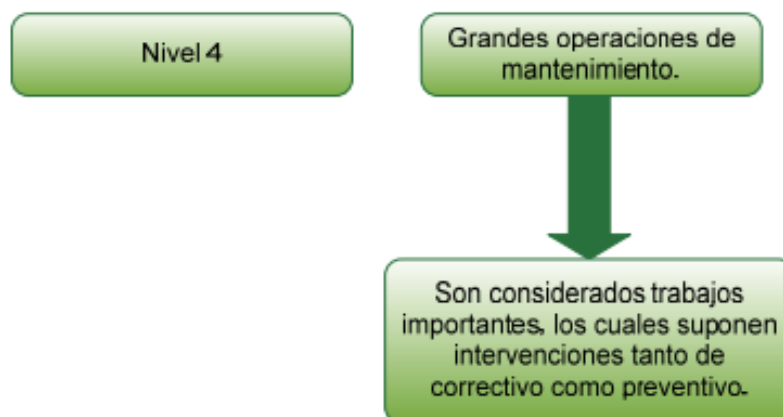 Nivel 4
Grandes operaciones de
mantenimiento.
Son considerados trabajos
importantes, los cuales suponen
intervenciones tanto de
correctivo como preventivo.